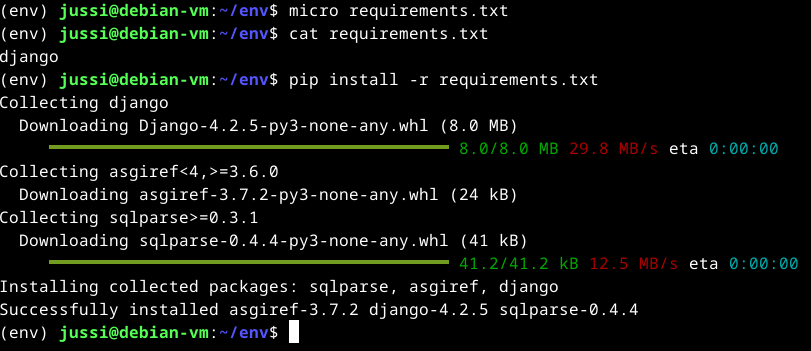 (env) jussi@debian-vm:~/env$ micro requirements.txt
(env) jussi@debian-vm:~/env$ cat requirements.txt
django
(env) jussi@debian-vm:~/env$ pip install -r requirements.txt
Collecting django
  Downloading Django-4.2.5-py3-none-any.whl (8.0 MB)
8.0/8.0 MB 29.8 MB/s eta 0:00:00
Collecting asgiref<4,>=3.6.0
  Downloading asgiref-3.7.2-py3-none-any.whl (24 kB)
Collecting sqlparse>=0.3.1
  Downloading sqlparse-0.4.4-py3-none-any.whl (41 kB)
41.2/41.2 kB 12.5 MB/s eta 0:00:00
Installing collected packages: sqlparse, asgiref, django
Successfully installed asgiref-3.7.2 django-4.2.5 sqlparse-0.4.4
(env) jussi@debian-vm:~/env$